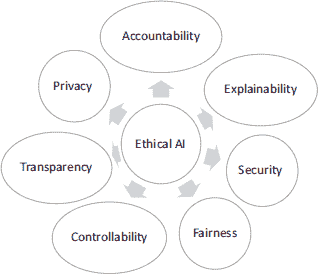 Accountability
Privacy
Explainability
Ethical AI
Transparency
Security
Controllability
Fairness